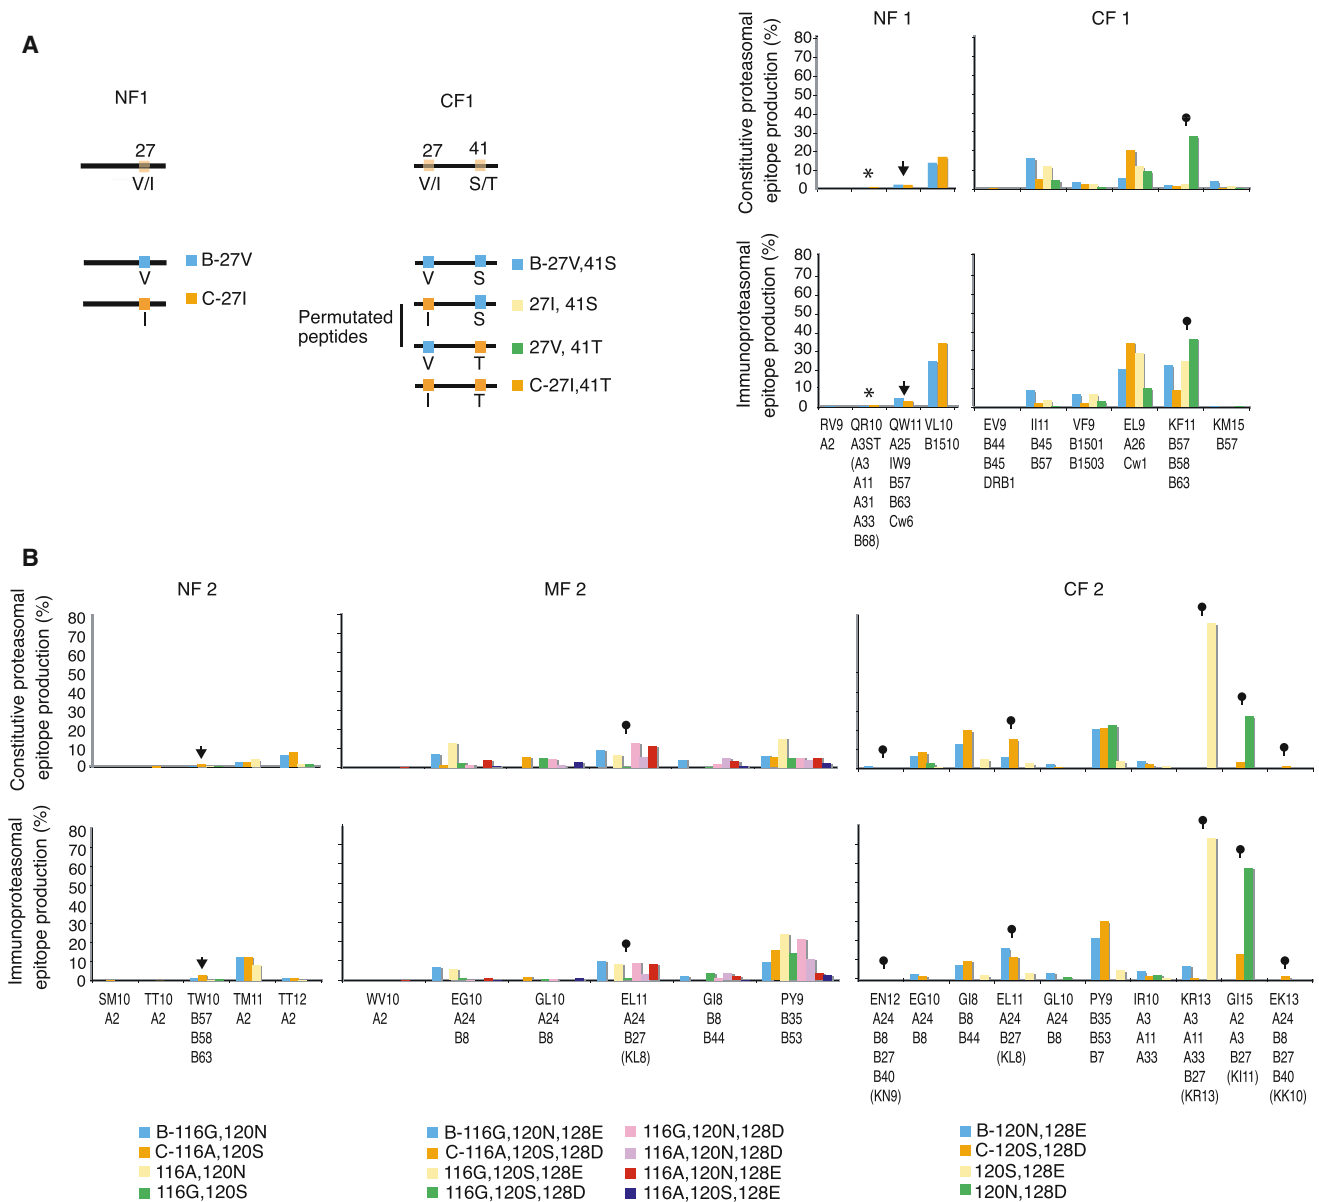 A
NF1
27
V/I
V
B-27V
I
C-27I
CF1
27 41
V/I S/T
V S
B-27V,41S
Permutated
peptides
I S
27I, 41S
V T
27V, 41T
I T
C-27I,41T
NF 1
CF 1
Constitutive proteasomal
epitope production (%)
80
70
60
50
40
30
20
10
0
*
Immunoproteasomal
epitope production (%)
80
70
60
50
40
30
20
10
0
*
RV9 QR10 QW11 VL10 EV9 II11 VF9 EL9 KF11 KM15
A2 A3ST A25 B1510 B44 B45 B1501 A26 B57 B57
(A3 IW9 B45 B57 B1503 Cw1 B58
A11 B57 DRB1 B63
A31 B63
A33 Cw6
B68)
B
NF 2
MF 2
CF 2
Constitutive proteasomal
epitope production (%)
80
70
60
50
40
30
20
10
0
Immunoproteasomal
epitope production (%)
80
70
60
50
40
30
20
10
0
SM10 TT10 TW10 TM11 TT12 WV10 EG10 GL10 EL11 GI8 PY9 EN12 EG10 GI8 EL11 GL10 PY9 IR10 KR13 GI15 EK13
A2 A2 B57 A2 A2 A2 A24 A24 A24 B8 B35 A24 A24 B8 A24 A24 B35 A3 A3 A2 A24
B58 B8 B8 B27 B44 B53 B8 B8 B44 B27 B8 B53 A11 A11 A3 B8
B63 (KL8) B27 (KL8) B7 A33 A33 B27 B27
B40 B27 (KI11) B40
(KN9) (KR13) (KK10)
B-116G,120N
C-116A,120S
116A,120N
116G,120S
B-116G,120N,128E
C-116A,120S,128D
116G,120S,128E
116G,120S,128D
116G,120N,128D
116A,120N,128D
116A,120N,128E
116A,120S,128E
B-120N,128E
C-120S,128D
120S,128E
120N,128D